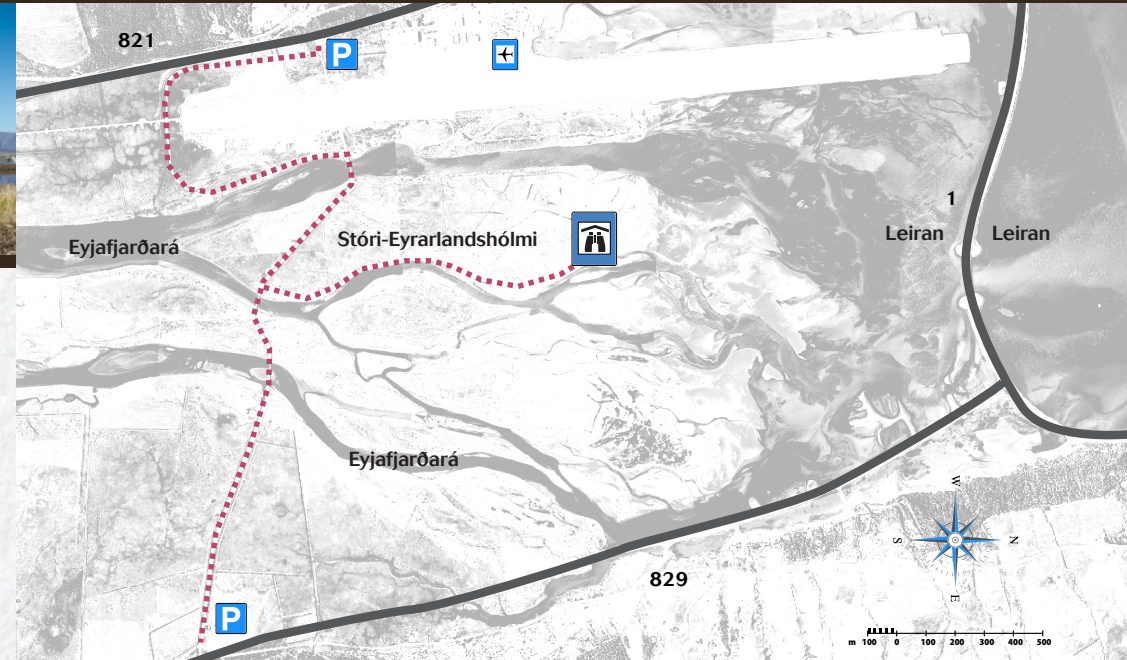 821
P
1
Leiran
Leiran
Stóri-Eyrarlandshólmi
Eyjafjarðará
Eyjafjarðará
W
S
N
E
829
P
m 100 0 100 200 300 400 500